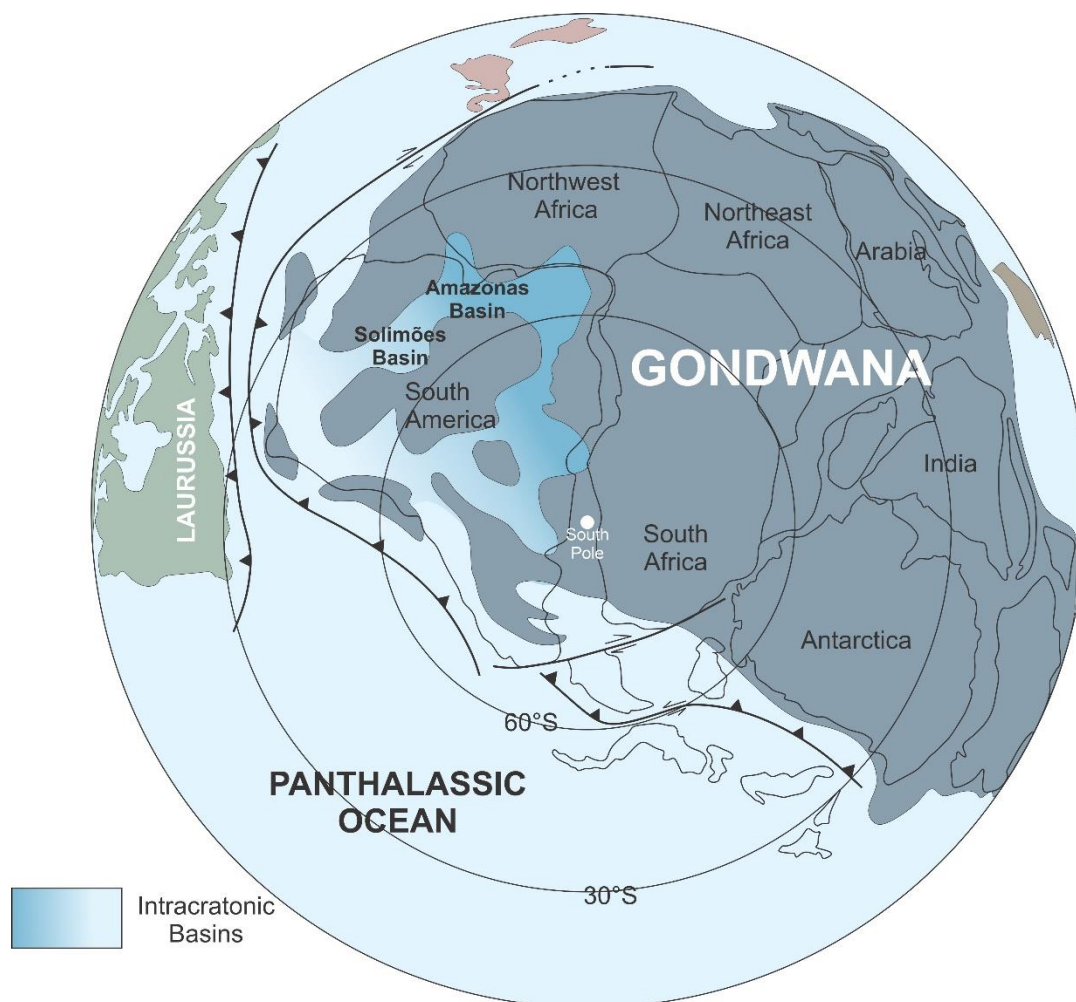 Northwest
Africa
Northeast
Africa
Arabia
Amazonas
Basin
Solimões
Basin
GONDWANA
South
America
LAURUSSIA
India
South
Pole
South
Africa
Antarctica
60°S
PANTHALASSIC
OCEAN
30°S
Intracratonic
Basins